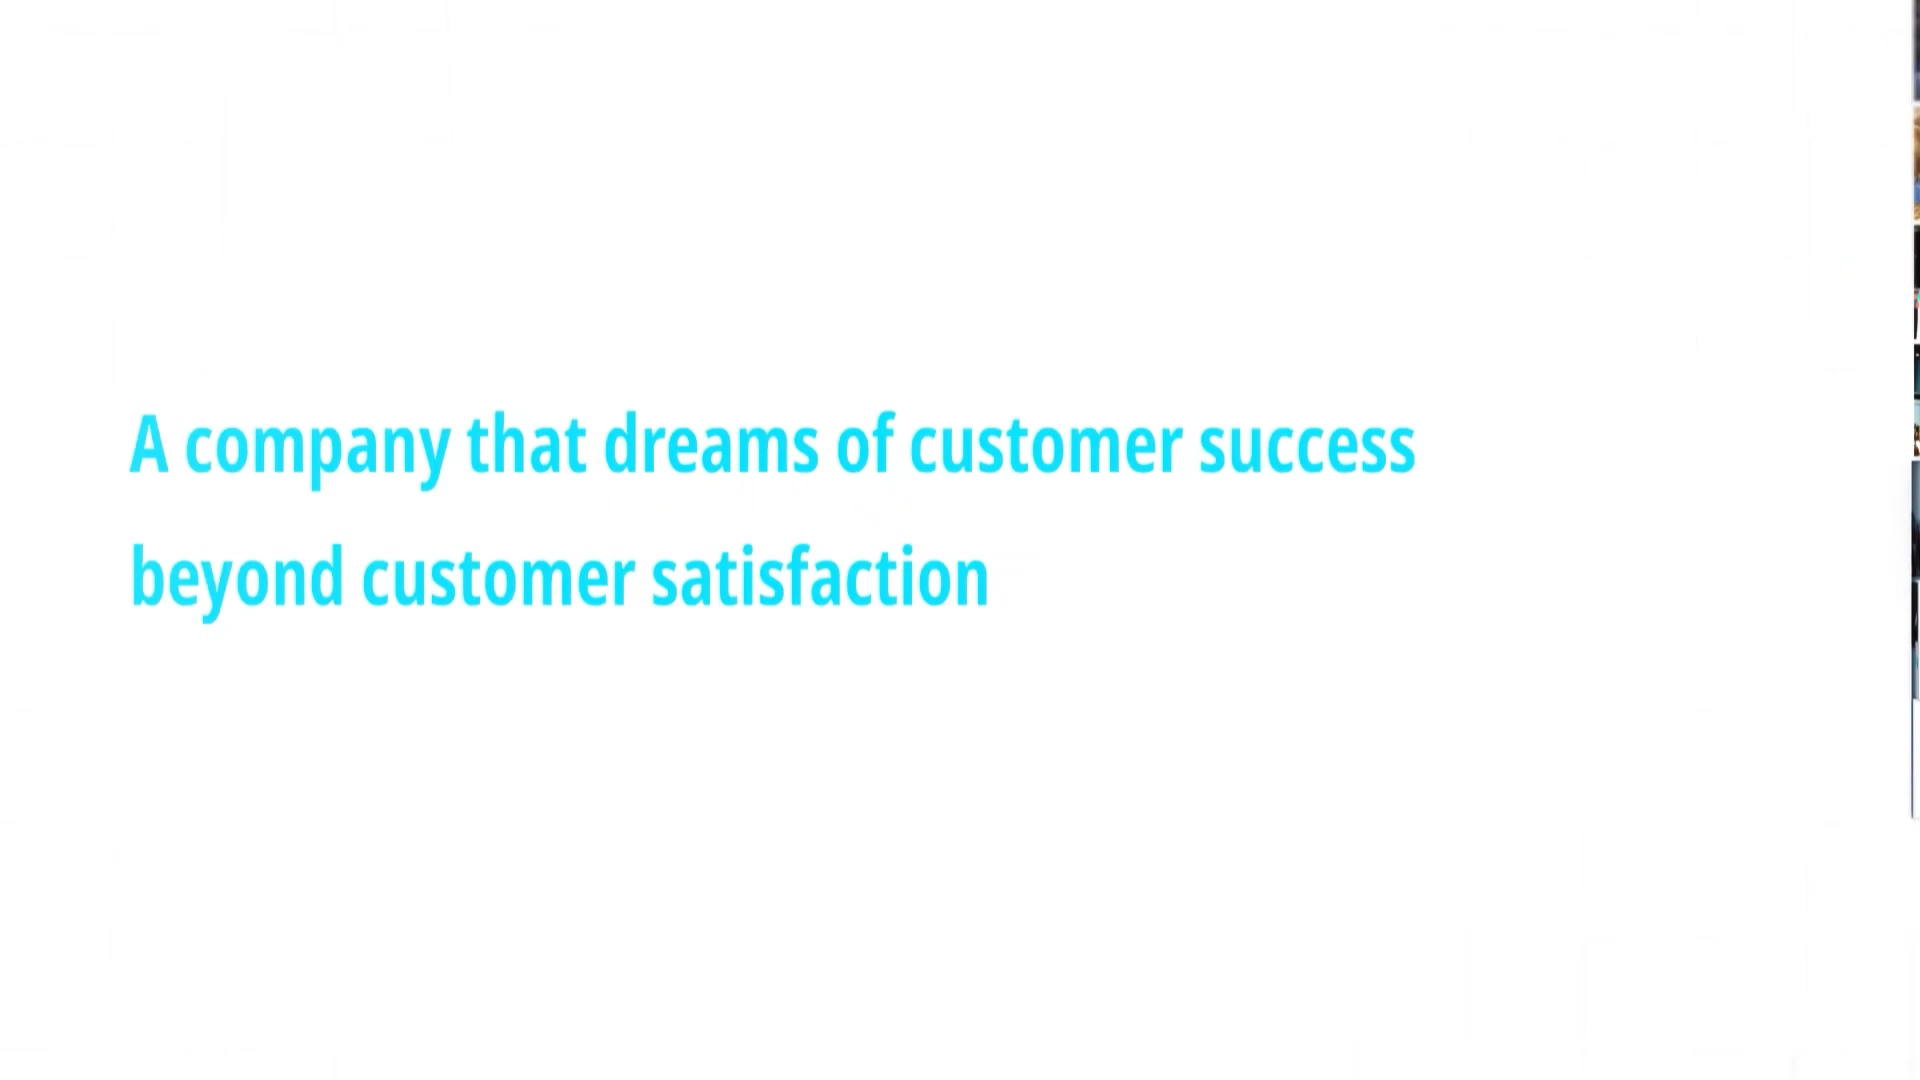 A company that dreams of customer success
beyond customer satisfaction